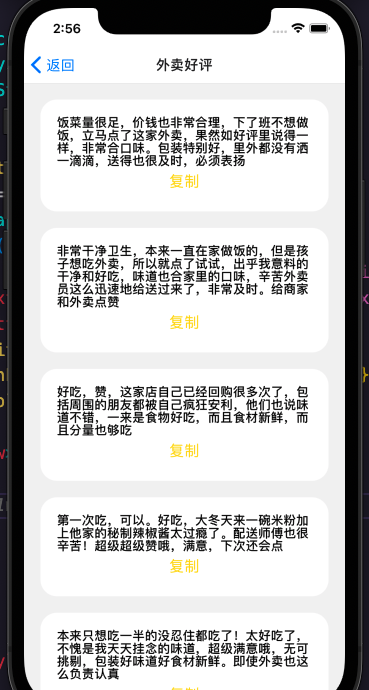 2:56
返回
外卖好评
饭菜量很足，价钱也非常合理，下了班不想做
饭，立马点了这家外卖，果然如好评里说得一
样，非常合口味。包装特别好，里外都没有洒
一滴滴，送得也很及时，必须表扬
复制
非常干净卫生，本来一直在家做饭的，但是孩
子想吃外卖，所以就点了试试，出乎我意料的
干净和好吃，味道也合家里的口味，辛苦外卖
员这么迅速地给送过来了，非常及时。给商家
和外卖点赞
复制
好吃，赞，这家店自己已经回购很多次了，包
括周围的朋友都被自己疯狂安利，他们也说味
道不错，一来是食物好吃，而且食材新鲜，而
且分量也够吃
复制
第一次吃，可以。好吃，大冬天来一碗米粉加
上他家的秘制辣椒酱太过瘾了。配送师傅也很
辛苦！超级超级赞哦，满意，下次还会点
复制
本来只想吃一半的没忍住都吃了！太好吃了，
不愧是我天天挂念的味道，超级满意哦，无可
挑剔，包装好味道好食材新鲜。即使外卖也这
么负责认真